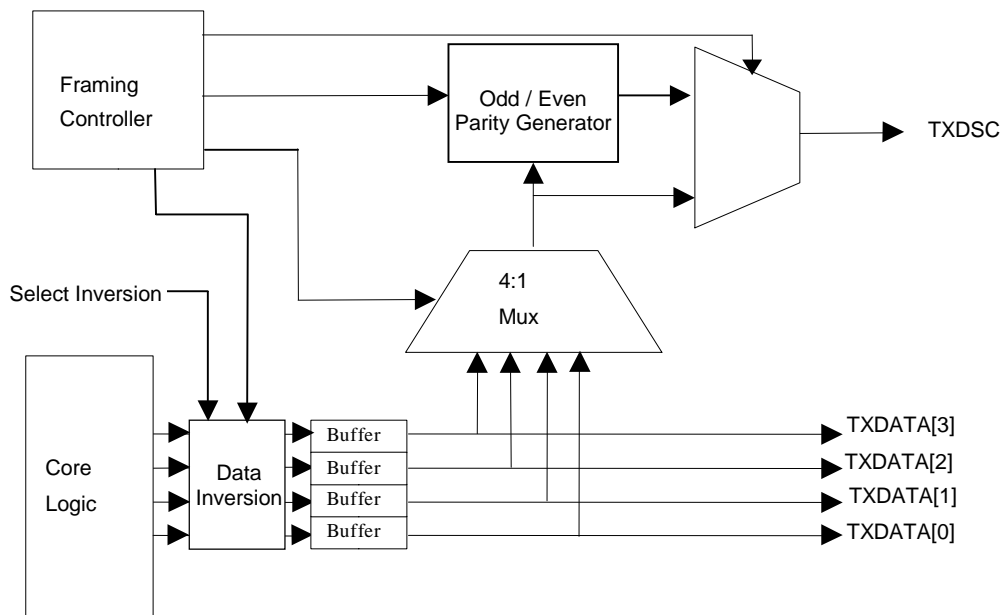 Framing
Controller
Odd / Even
Parity Generator
TXDSC
4:1
Mux
Select Inversion
Core
Logic
Data
Inversion
Buffer
Buffer
Buffer
Buffer
TXDATA[3]
TXDATA[2]
TXDATA[1]
TXDATA[0]